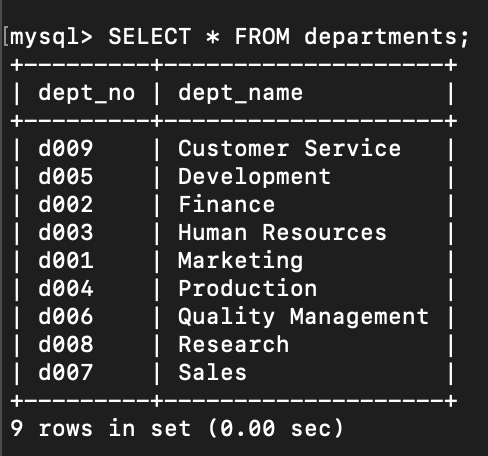 [mysql> SELECT * FROM departments;
+---------+--------------------+
| dept_no | dept_name          |
+---------+--------------------+
| d009    | Customer Service   |
| d005    | Development        |
| d002    | Finance            |
| d003    | Human Resources    |
| d001    | Marketing          |
| d004    | Production         |
| d006    | Quality Management |
| d008    | Research           |
| d007    | Sales              |
+---------+--------------------+
9 rows in set (0.00 sec)